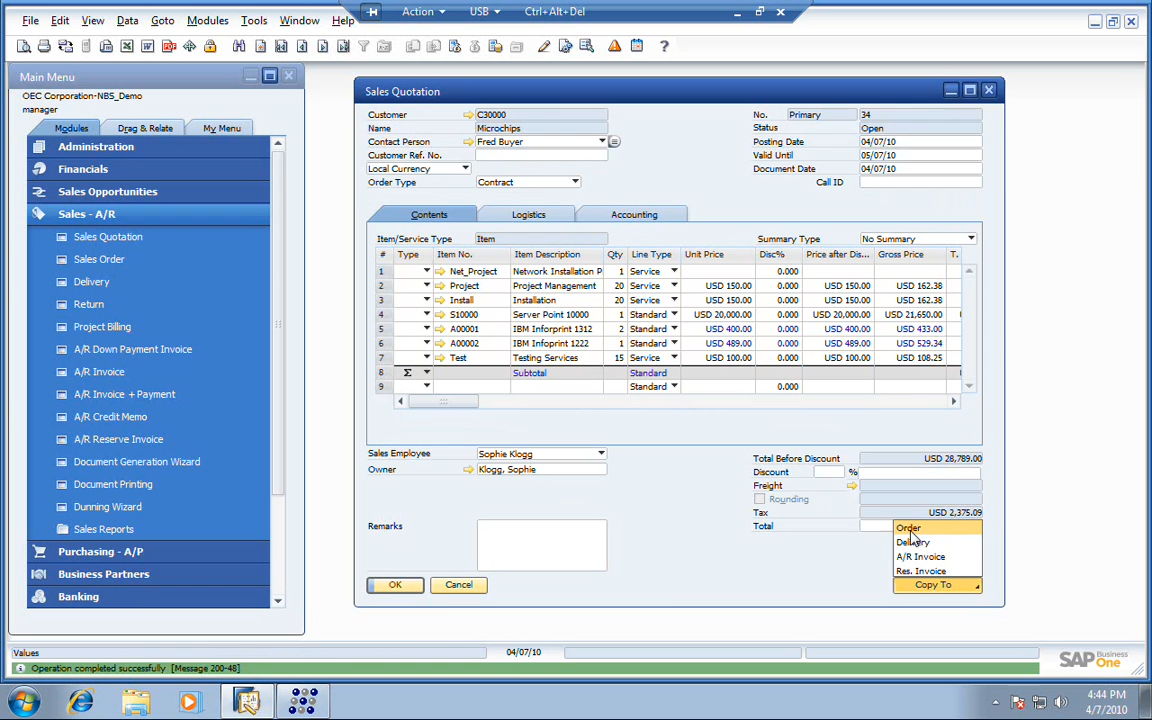 File Edit View Data Goto Modules Tools Window Help
Action USB Ctrl+Alt+Del
Main Menu
OEC Corporation-NBS_Demo
manager
Modules Drag & Relate My Menu
Administration
Financials
Sales Opportunities
Sales - A/R
Sales Quotation
Sales Order
Delivery
Return
Project Billing
A/R Down Payment Invoice
A/R Invoice
A/R Invoice + Payment
A/R Credit Memo
A/R Reserve Invoice
Document Generation Wizard
Document Printing
Dunning Wizard
Sales Reports
Purchasing - A/P
Business Partners
Banking
Sales Quotation
Customer C30000
Name Microchips
Contact Person Fred Buyer
Customer Ref. No.
Local Currency
Order Type Contract
No. Primary 34
Status Open
Posting Date 04/07/10
Valid Until 05/07/10
Document Date 04/07/10
Call ID
Contents Logistics Accounting
Item/Service Type Item Summary Type No Summary
# Type Item No. Item Description Qty Line Type Unit Price Disc% Price after Dis... Gross Price T.
1 Net_Project Network Installation P 1 Service 0.000
2 Project Project Management 20 Service USD 150.00 0.000 USD 150.00 USD 162.38
3 Install Installation 20 Service USD 150.00 0.000 USD 150.00 USD 162.38
4 S10000 Server Point 10000 1 Standard USD 20,000.00 0.000 USD 20,000.00 USD 21,650.00
5 A00001 IBM Inforprint 1312 2 Standard USD 400.00 0.000 USD 400.00 USD 433.00
6 A00002 IBM Infoprint 1222 1 Standard USD 489.00 0.000 USD 489.00 USD 529.34
7 Test Testing Services 15 Service USD 100.00 0.000 USD 100.00 USD 108.25
8 Σ Subtotal Standard
9 Standard 0.000
Sales Employee Sophie Klogg
Owner Klogg, Sophie
Remarks
Total Before Discount USD 28,789.00
Discount %
Freight
Rounding
Tax USD 2,375.09
Total
Order
Delivery
A/R Invoice
Res. Invoice
OK Cancel Copy To
Values 04/07/10
Operation completed successfully [Message 200-48]
SAP Business One
4:44 PM
4/7/2010